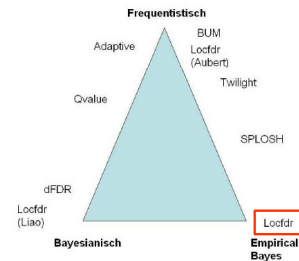 Frequentistisch
BUM
Adaptive
Locfdr
(Aubert)
Twilight
Qvalue
SPLOSH
dFDR
Locfdr
(Liao)
Locfdr
Bayesianisch
Empirical
Bayes